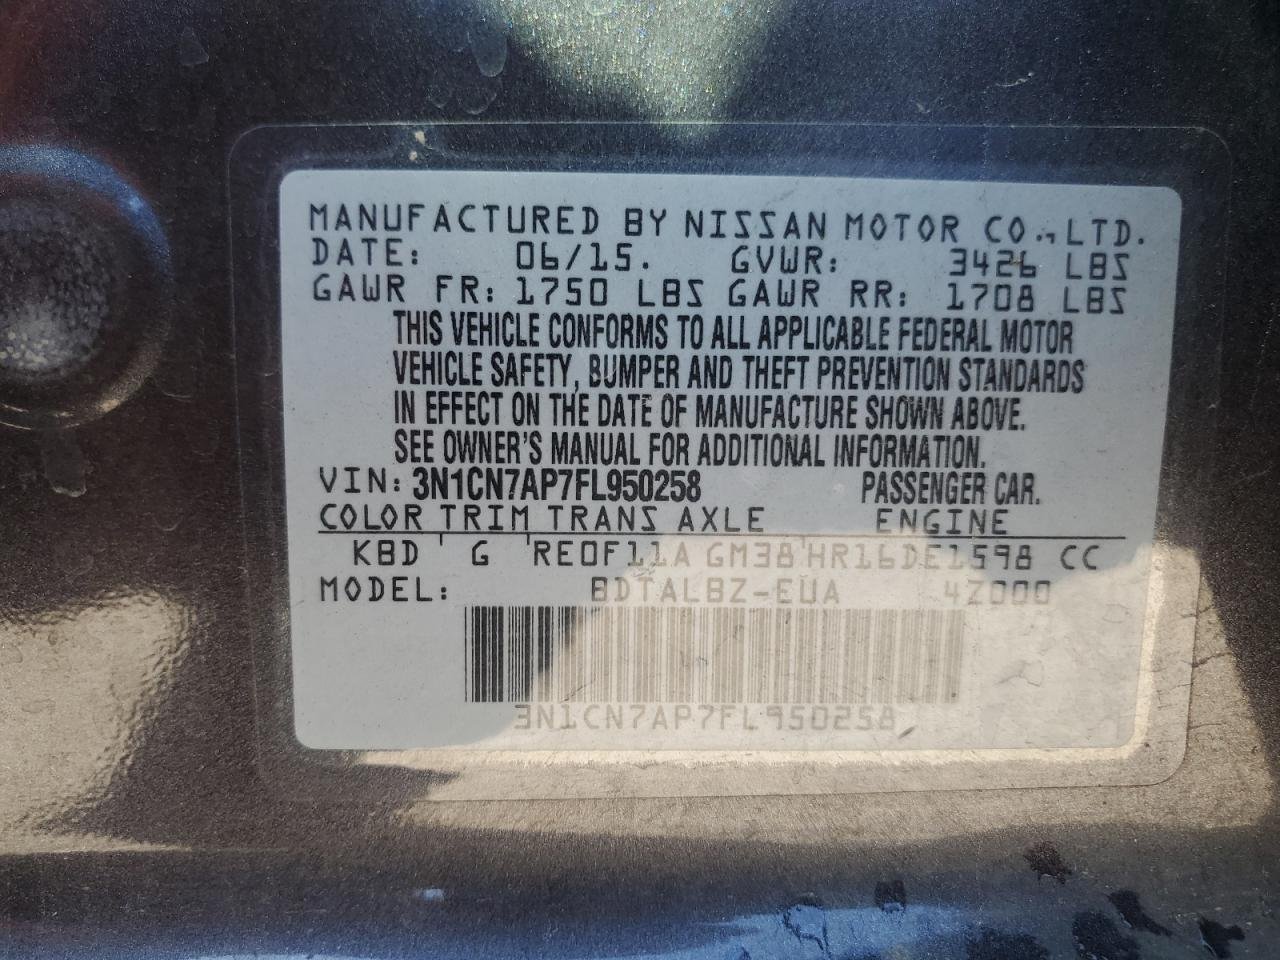 MANUFACTURED BY NISSAN MOTOR CO.,LTD.
DATE: 06/15. GVWR: 3426 LBS
GAWR FR: 1750 LBS GAWR RR: 1708 LBS
THIS VEHICLE CONFORMS TO ALL APPLICABLE FEDERAL MOTOR
VEHICLE SAFETY, BUMPER AND THEFT PREVENTION STANDARDS
IN EFFECT ON THE DATE OF MANUFACTURE SHOWN ABOVE.
SEE OWNER'S MANUAL FOR ADDITIONAL INFORMATION.
VIN: 3N1CN7AP7FL950258 PASSENGER CAR.
COLOR TRIM TRANS AXLE ENGINE
KBD G RE0F11A GM38 HR16DE1598 CC
MODEL: BDTALBZ-EUA 4Z000
3N1CN7AP7FL950258